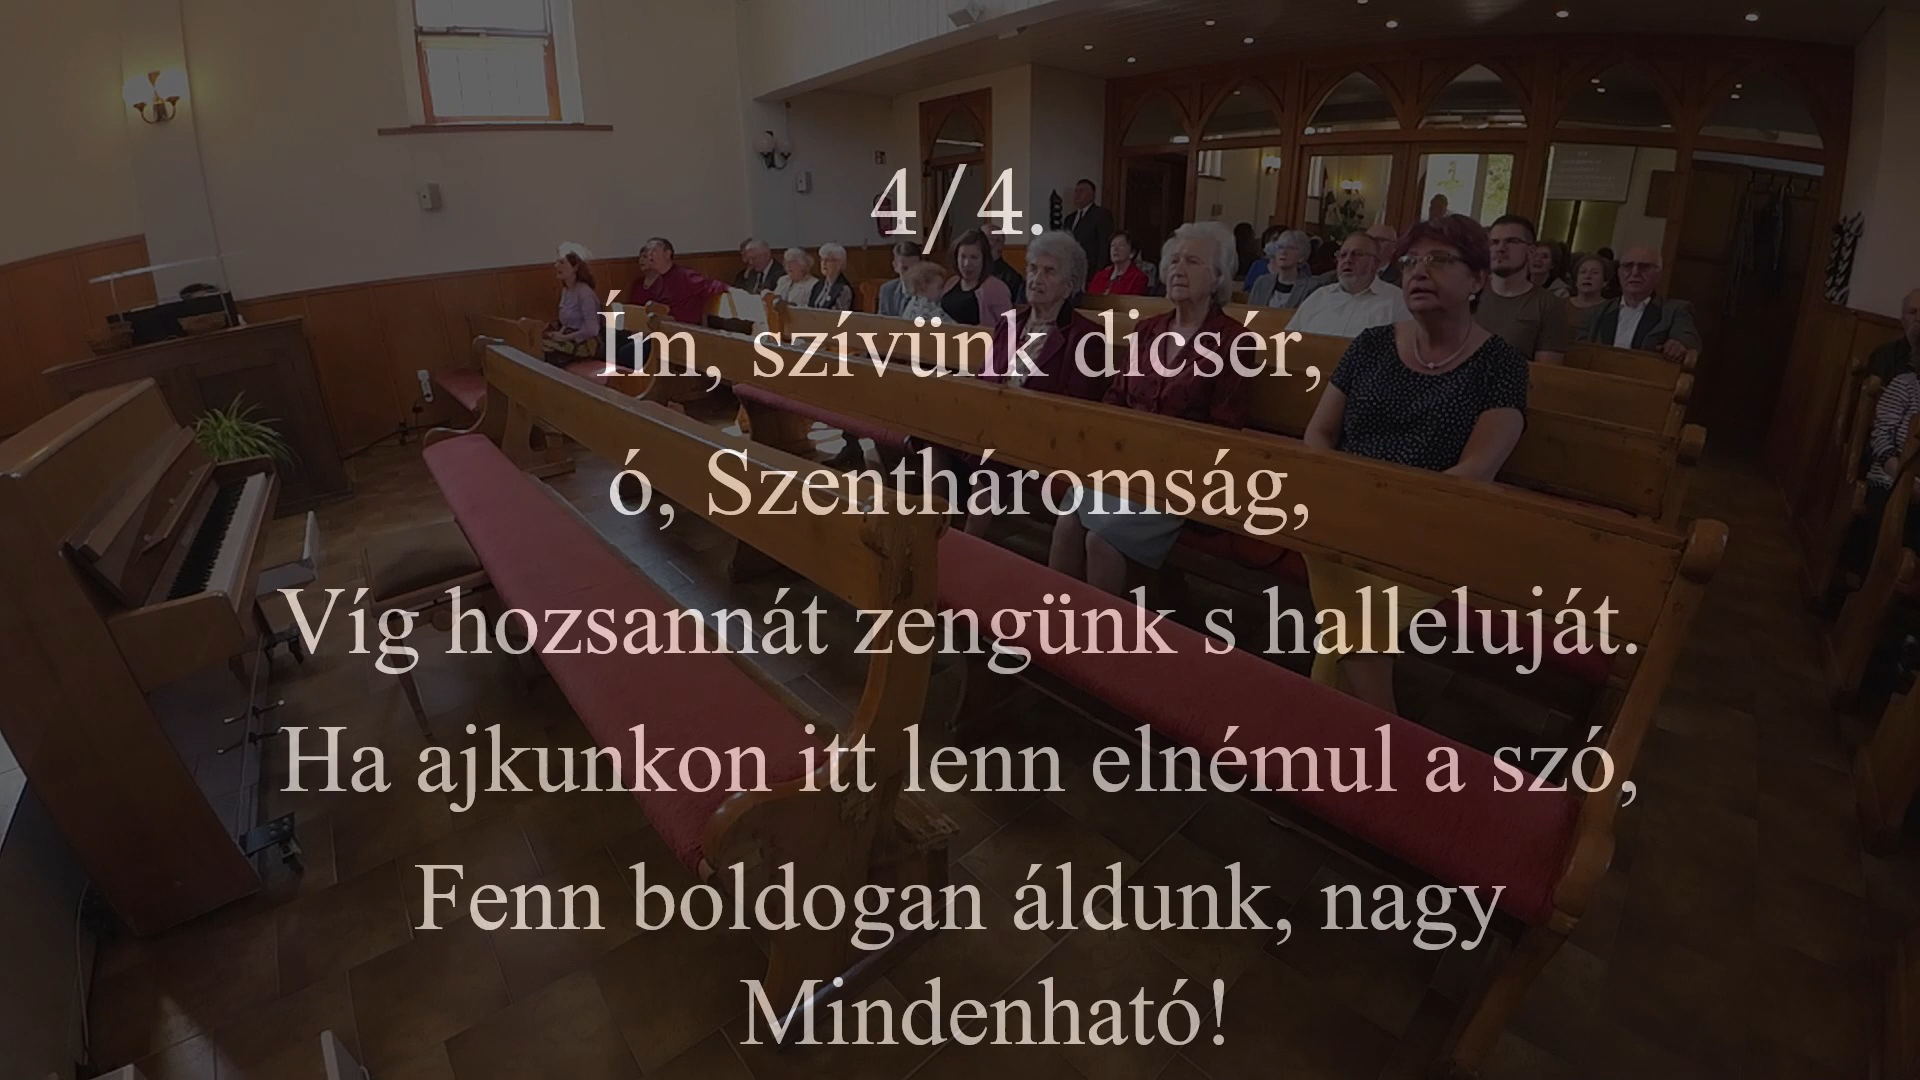 4/4.
Ím, szívünk dicsér,
ó, Szentháromság,
Víg hozsannát zengünk s halleluját.
Ha ajkunkon itt lenn elnémul a szó,
Fenn boldogan áldunk, nagy
Mindenható!